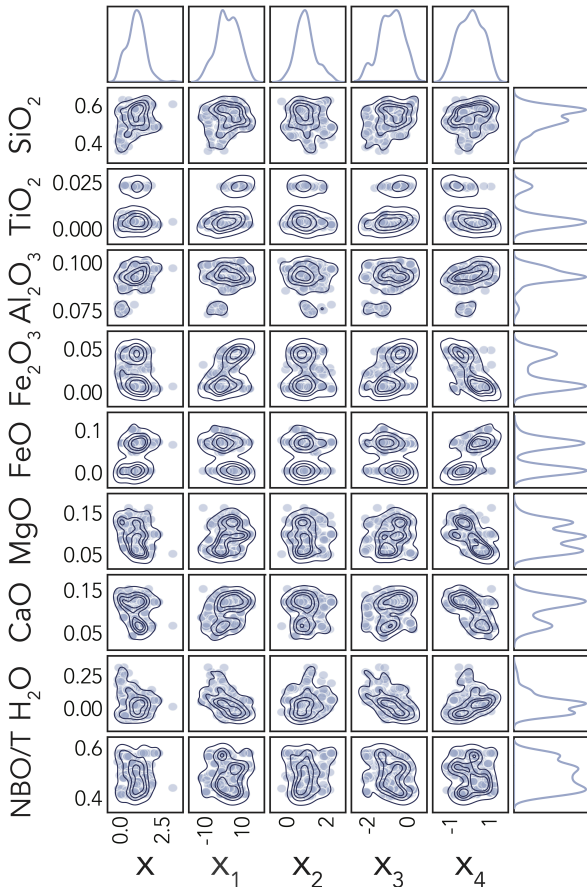 SiO₂ 0.6 0.4
TiO₂ 0.025 0.000
Al₂O₃ 0.100 0.075
Fe₂O₃ 0.05 0.00
FeO 0.1 0.0
MgO 0.15 0.05
CaO 0.15 0.05
H₂O 0.25 0.00
NBO/T 0.6 0.4
0.0 2.5 -10 10 0 2 -2 0 -1 1
X X₁ X₂ X₃ X₄